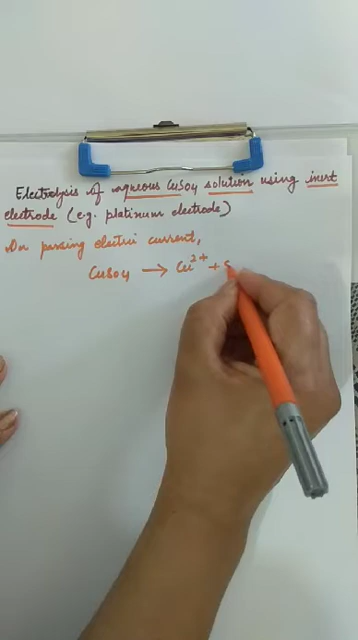 Electrolysis of aqueous CuSO4 solution using inert
electrode (e.g. platinum electrode)
On passing electric current,
CuSO4 → Cu²⁺ + S